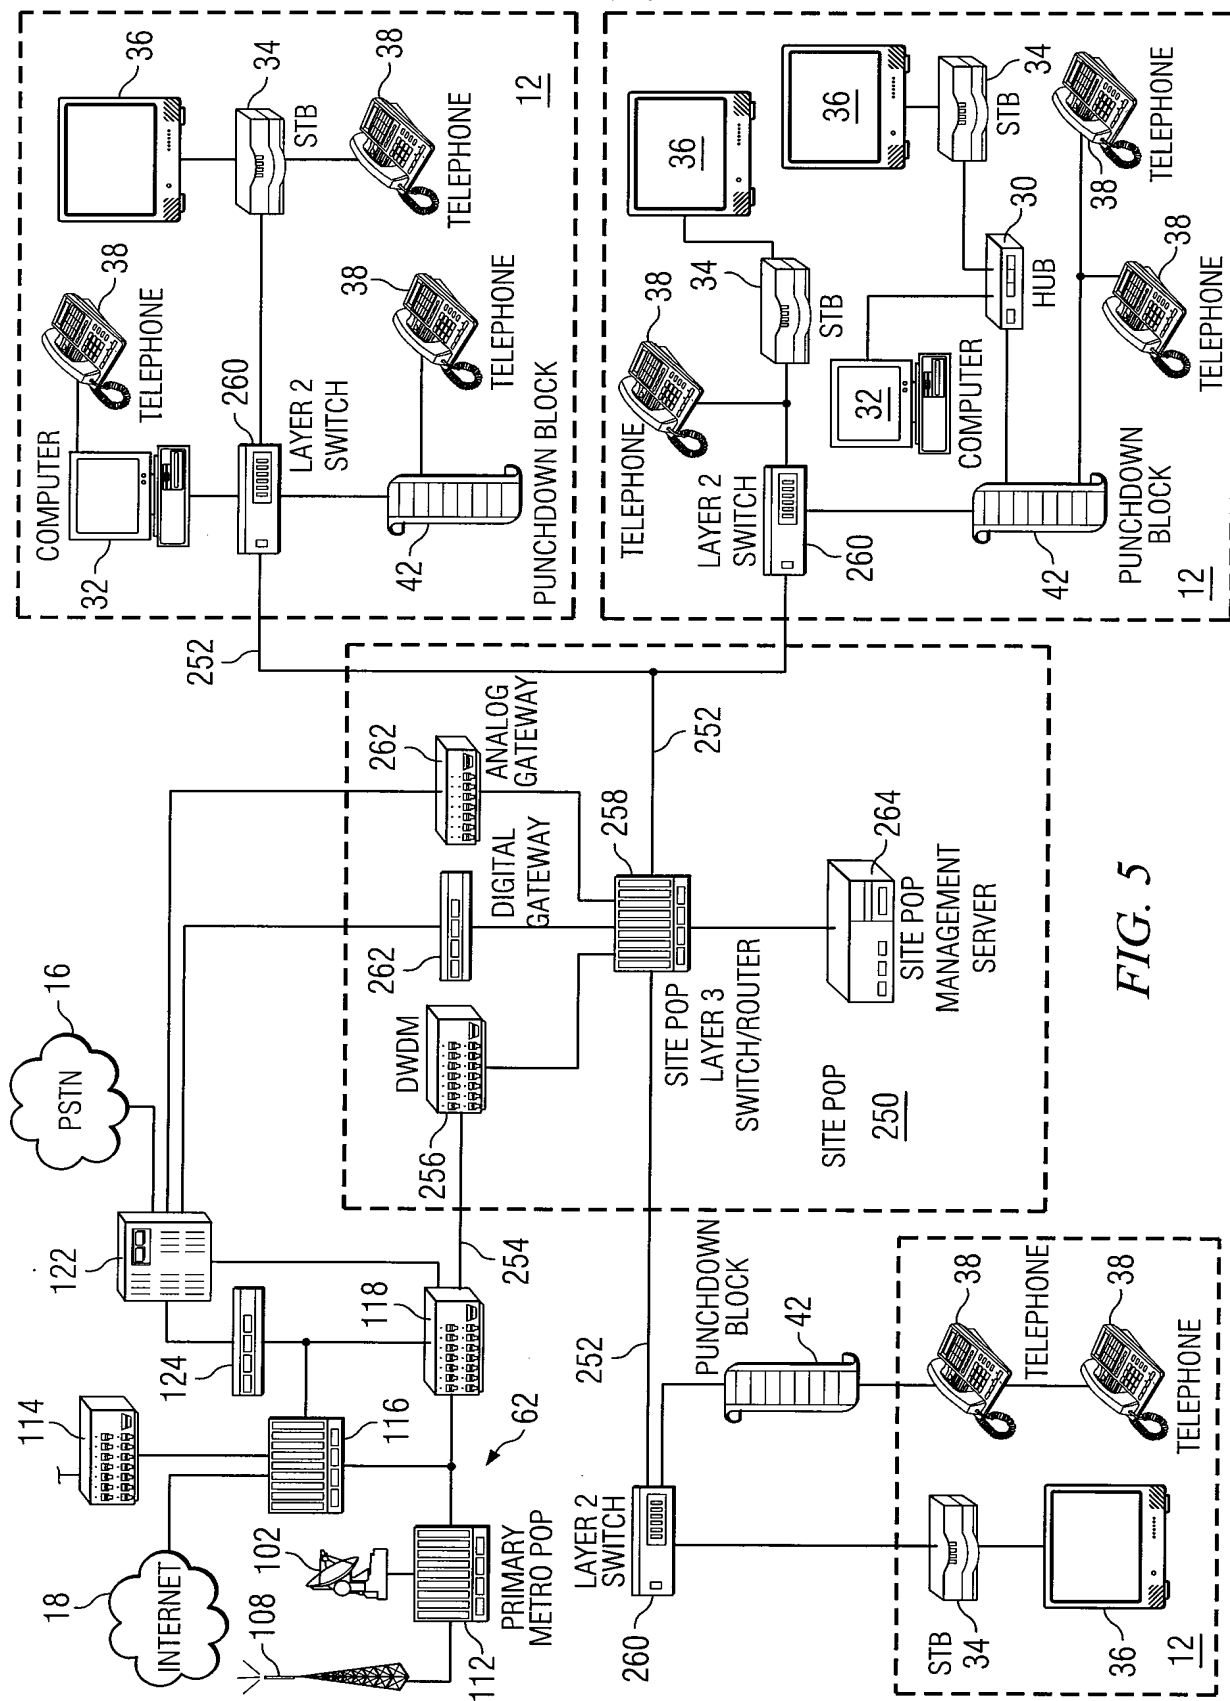 18
INTERNET
108
102
112
PRIMARY
METRO POP
62
114
116
124
118
122
PSTN
16
254
DWDM
256
262
DIGITAL
GATEWAY
262
ANALOG
GATEWAY
258
SITE POP
LAYER 3
SWITCH/ROUTER
264
SITE POP
MANAGEMENT
SERVER
SITE POP
250
252
252
252
COMPUTER
32
TELEPHONE
38
36
260
LAYER 2
SWITCH
34
STB
42
PUNCHDOWN BLOCK
38
TELEPHONE
38
TELEPHONE
12
TELEPHONE
38
36
34
STB
LAYER 2
SWITCH
260
36
34
STB
32
COMPUTER
30
HUB
42
PUNCHDOWN
BLOCK
38
TELEPHONE
38
TELEPHONE
12
LAYER 2
SWITCH
260
PUNCHDOWN
BLOCK
42
STB
34
36
38
TELEPHONE
38
TELEPHONE
12
FIG. 5